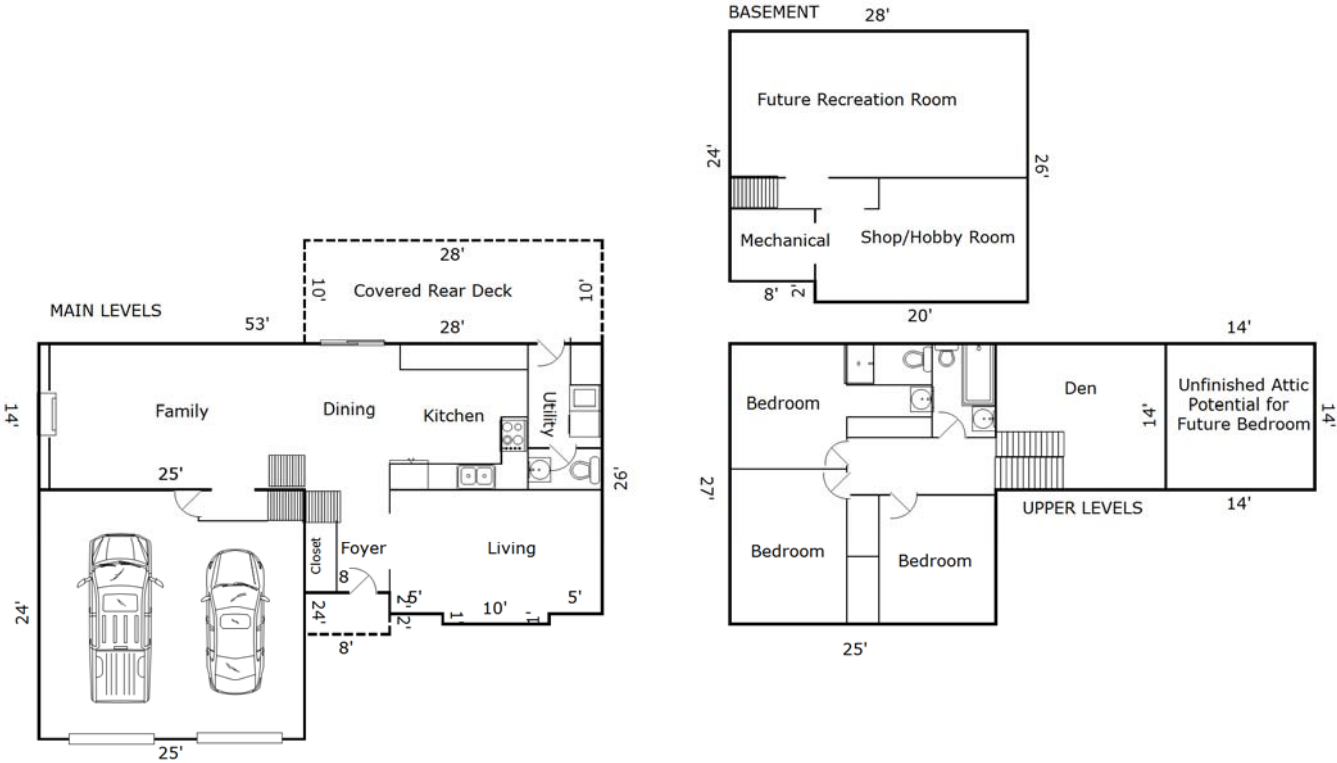 BASEMENT
28'
Future Recreation Room
24'
26'
Mechanical
Shop/Hobby Room
8'
2'
20'
MAIN LEVELS
53'
28'
10'
Covered Rear Deck
10'
28'
14'
Family
Dining
Kitchen
Utility
25'
26'
Closet
Foyer
8
Living
24'
24'
8'
2'
2'
5'
1'
10'
1'
5'
25'
14'
Bedroom
Den
14'
Unfinished Attic
Potential for
Future Bedroom
14'
27'
UPPER LEVELS
14'
Bedroom
Bedroom
25'